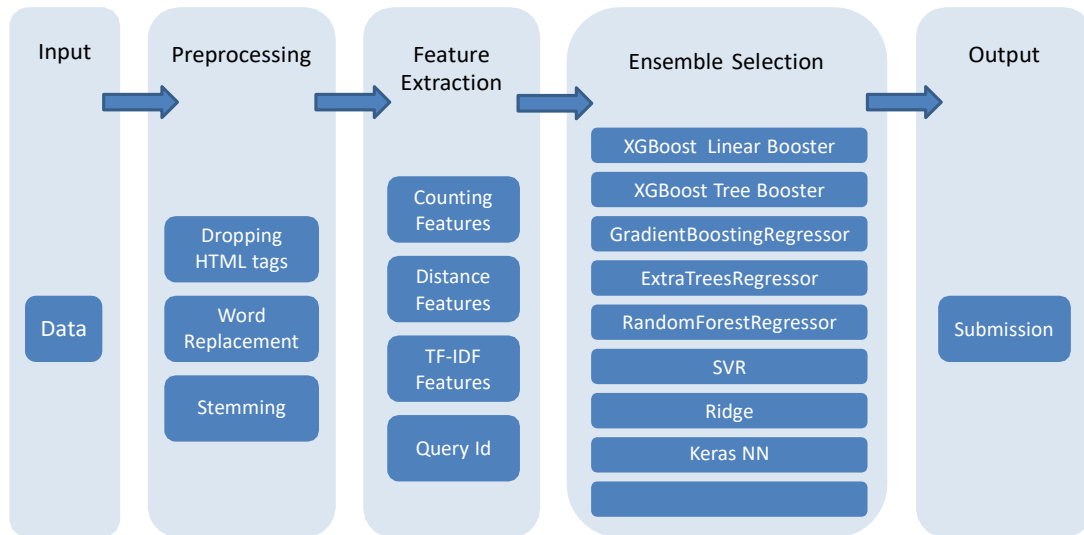 Input
Data
Preprocessing
Dropping
HTML tags
Word
Replacement
Stemming
Feature
Extraction
Counting
Features
Distance
Features
TF-IDF
Features
Query Id
Ensemble Selection
XGBoost Linear Booster
XGBoost Tree Booster
GradientBoostingRegressor
ExtraTreesRegressor
RandomForestRegressor
SVR
Ridge
Keras NN
Output
Submission